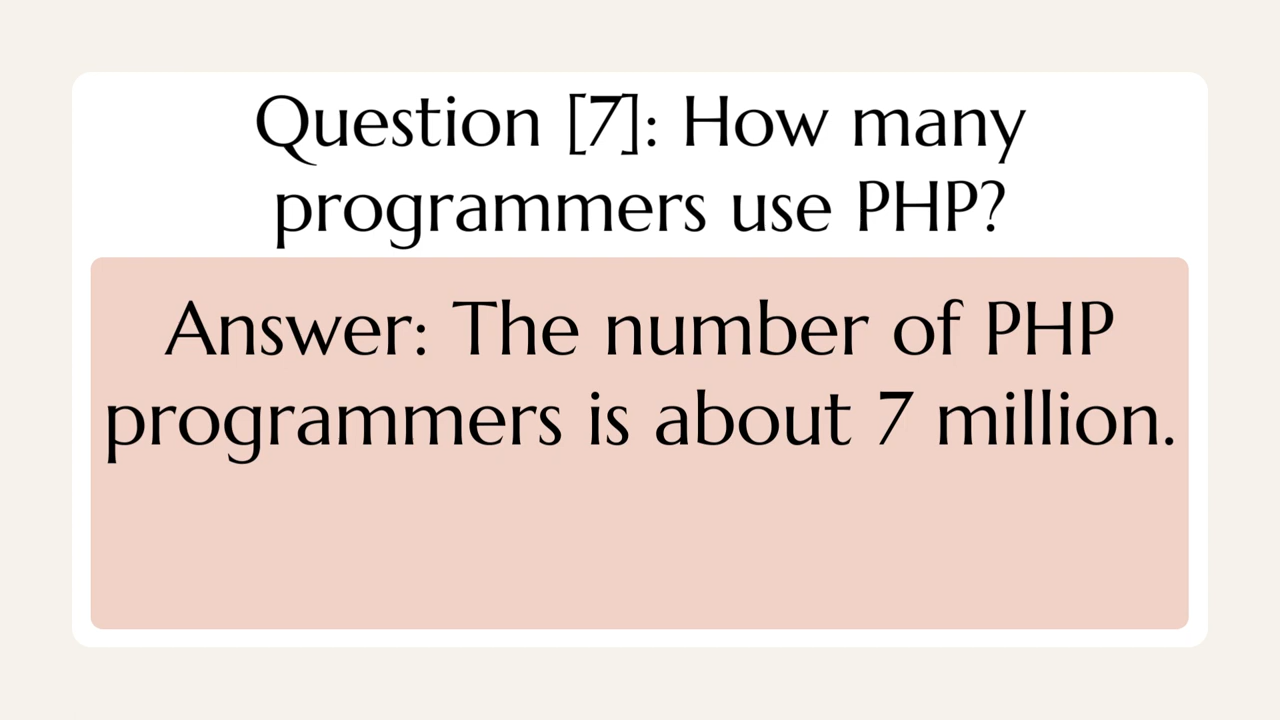 Question [7]: How many
programmers use PHP?
Answer: The number of PHP
programmers is about 7 million.